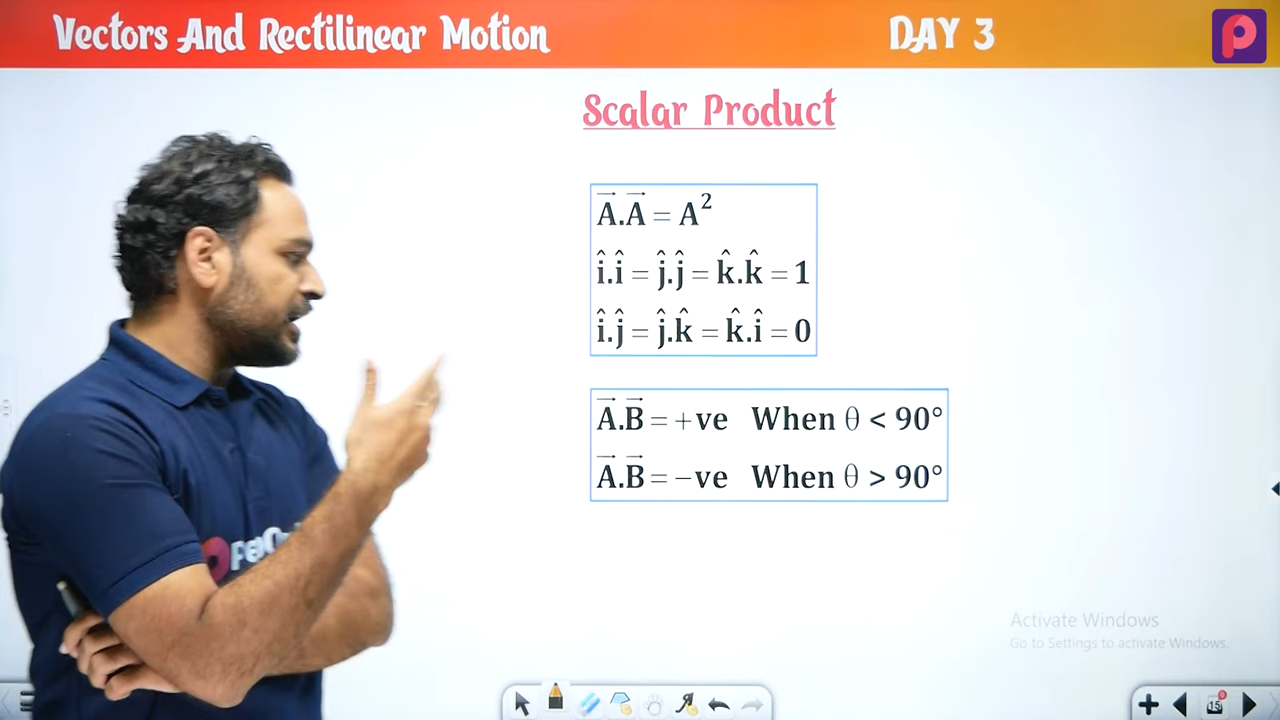 Vectors And Rectilinear Motion
DAY 3
Scalar Product
A⃗.A⃗ = A²
î.î = ĵ.ĵ = k̂.k̂ = 1
î.ĵ = ĵ.k̂ = k̂.î = 0
A⃗.B⃗ = +ve When θ < 90°
A⃗.B⃗ = −ve When θ > 90°
Activate Windows
Go to Settings to activate Windows.
15